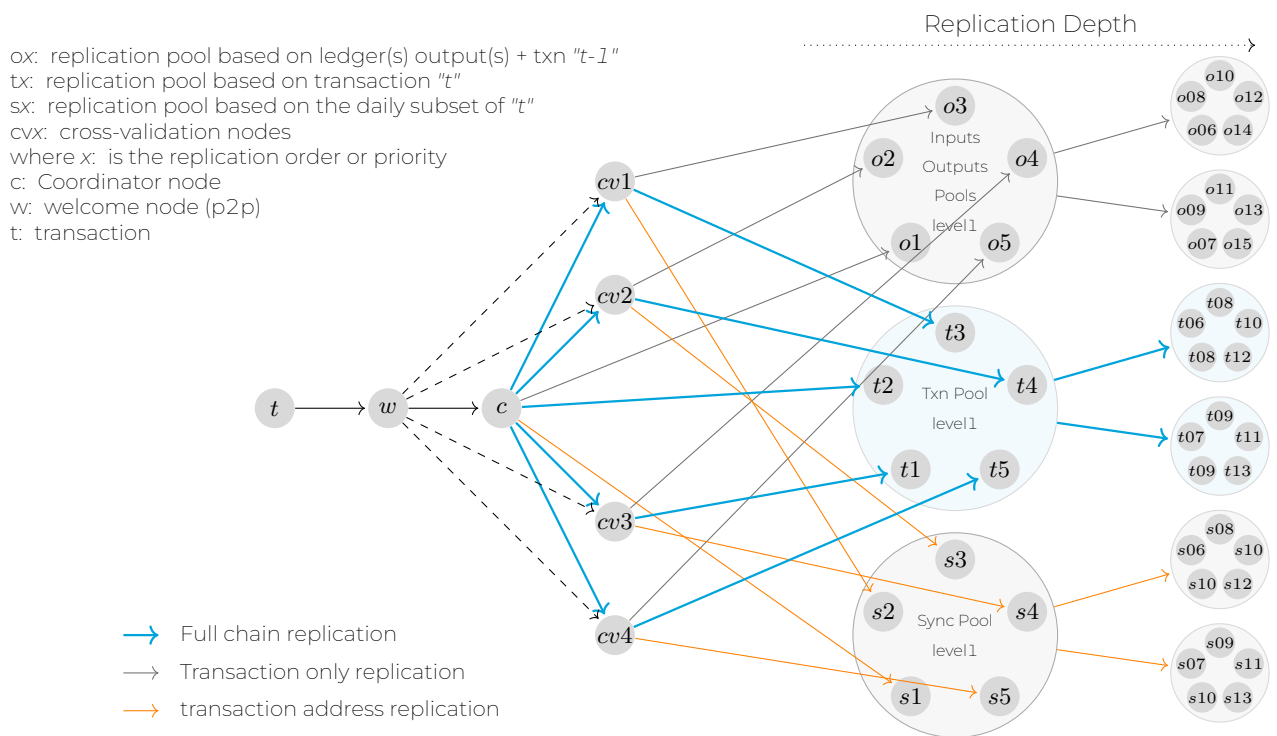 Replication Depth
ox: replication pool based on ledger(s) output(s) + txn "t-1"
tx: replication pool based on transaction "t"
sx: replication pool based on the daily subset of "t"
cvx: cross-validation nodes
where x: is the replication order or priority
c: Coordinator node
w: welcome node (p2p)
t: transaction
t
w
c
cv1
cv2
cv3
cv4
o3
Inputs
o2
o4
Outputs
Pools
level1
o1
o5
t3
t2
t4
Txn Pool
level1
t1
t5
s3
s2
s4
Sync Pool
level1
s1
s5
o10
o08
o12
o06
o14
o11
o09
o13
o07
o15
t08
t06
t10
t08
t12
t09
t07
t11
t09
t13
s08
s06
s10
s10
s12
s09
s07
s11
s10
s13
Full chain replication
Transaction only replication
transaction address replication